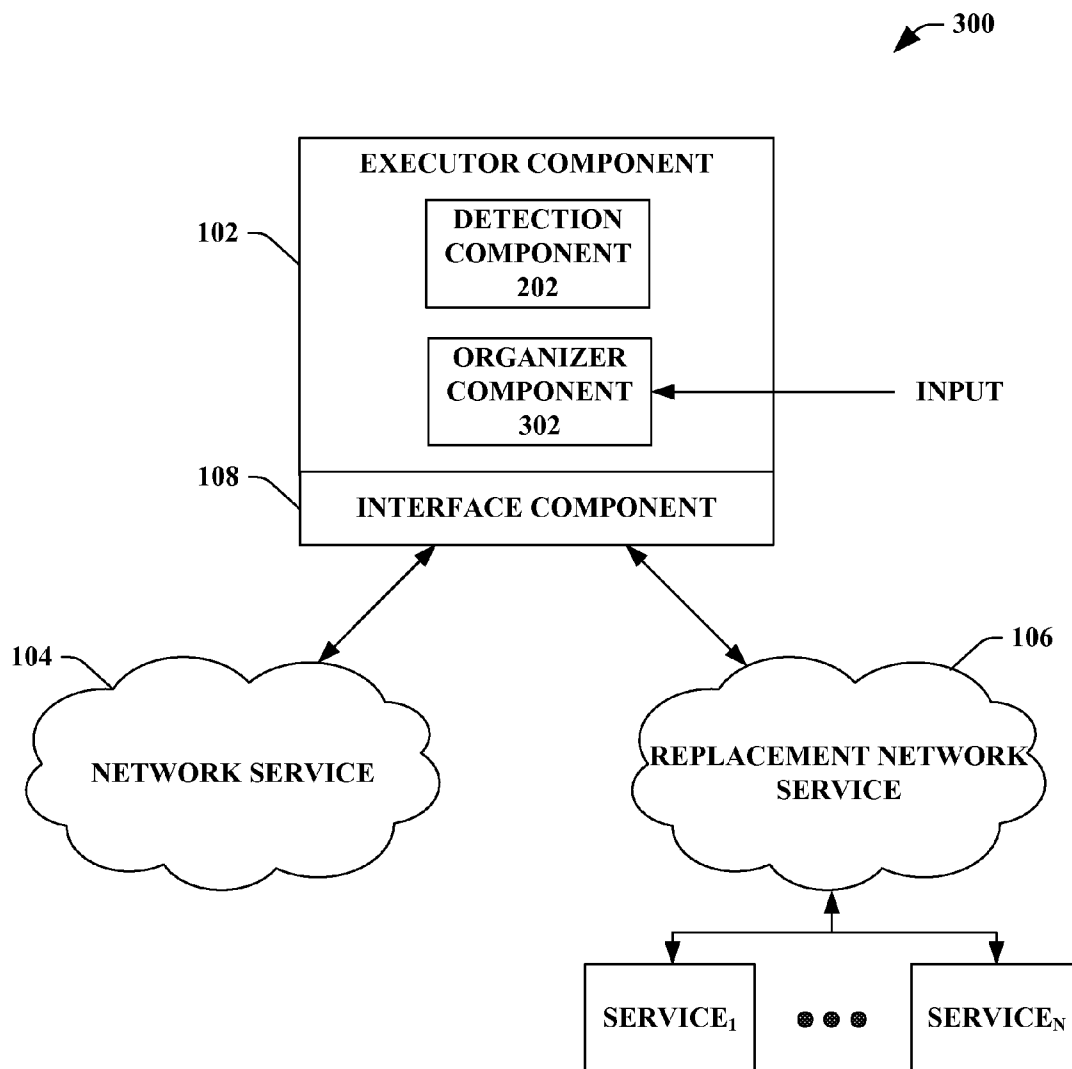 300
EXECUTOR COMPONENT
DETECTION
COMPONENT
202
102
ORGANIZER
COMPONENT
302
INPUT
108
INTERFACE COMPONENT
104
106
NETWORK SERVICE
REPLACEMENT NETWORK
SERVICE
SERVICE₁
SERVICE_N